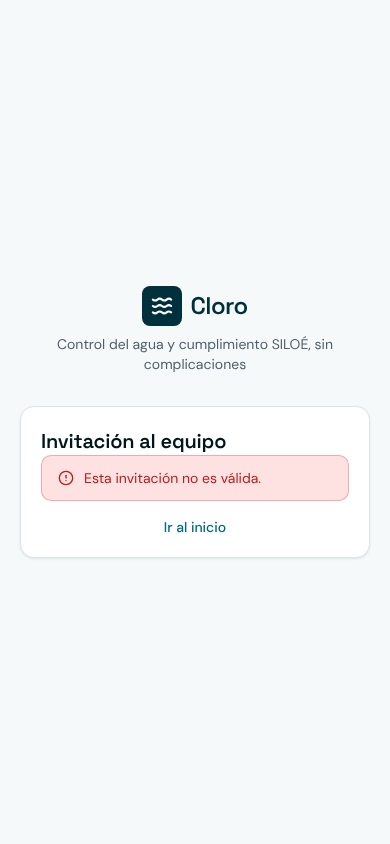 Cloro
Control del agua y cumplimiento SILOÉ, sin
complicaciones
Invitación al equipo
Esta invitación no es válida.
Ir al inicio